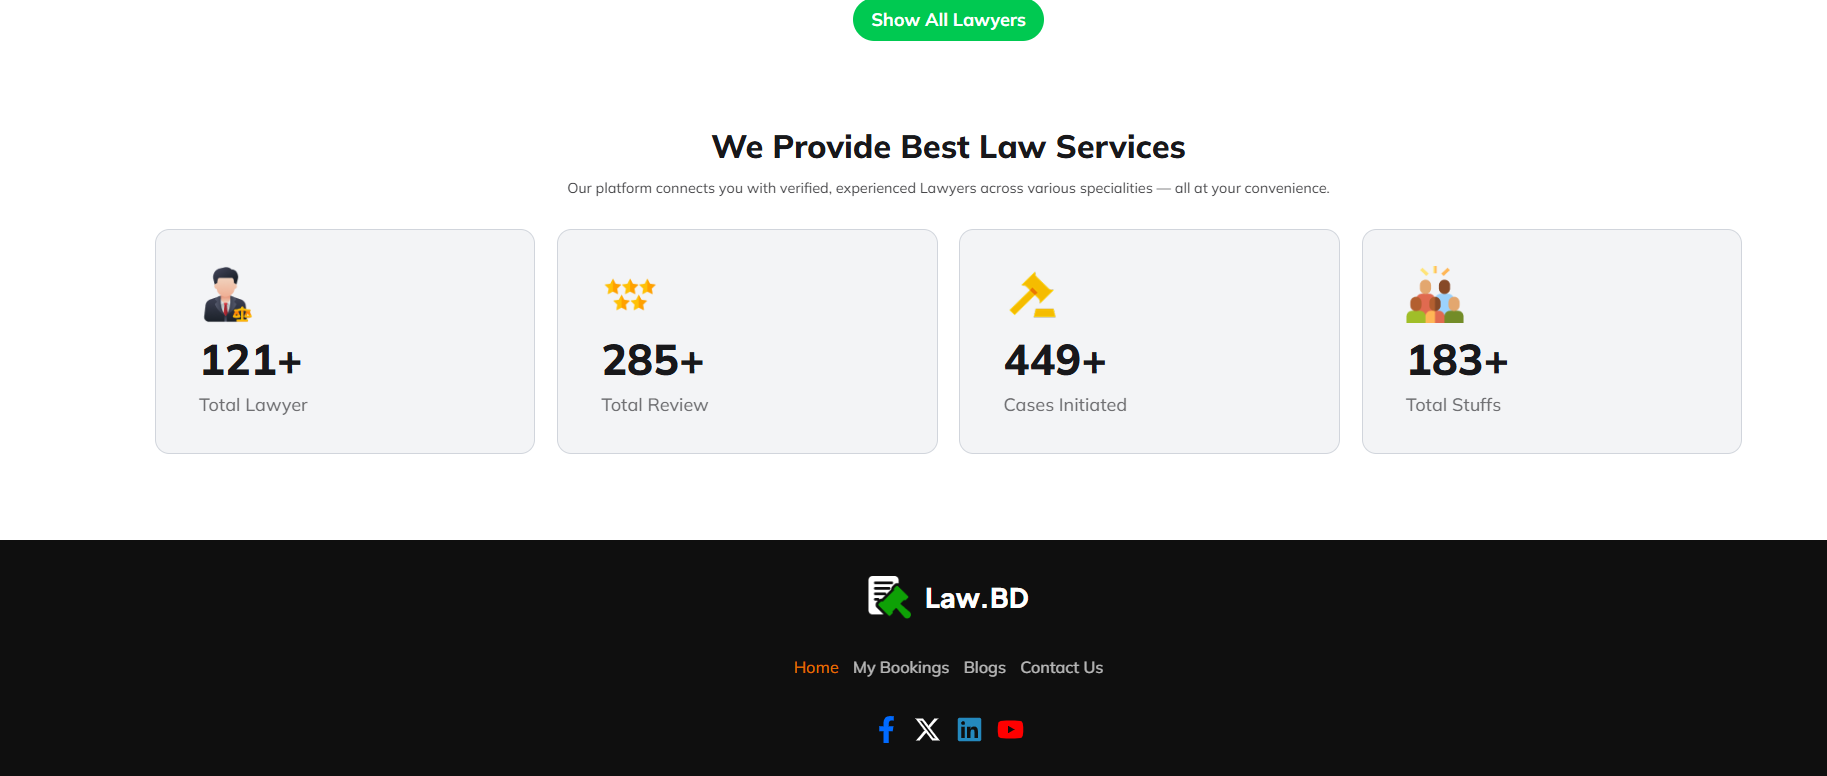 Show All Lawyers
We Provide Best Law Services
Our platform connects you with verified, experienced Lawyers across various specialities — all at your convenience.
121+
Total Lawyer
285+
Total Review
449+
Cases Initiated
183+
Total Stuffs
Law.BD
Home My Bookings Blogs Contact Us